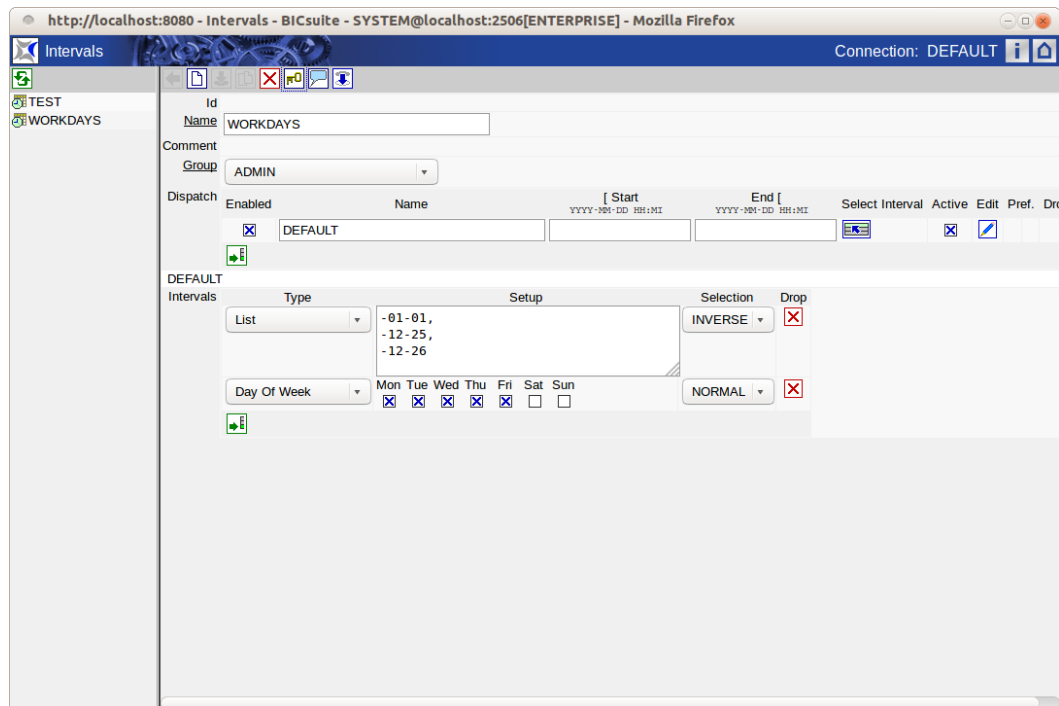 http://localhost:8080 - Intervals - BICsuite - SYSTEM@localhost:2506[ENTERPRISE] - Mozilla Firefox
Intervals
Connection: DEFAULT
TEST
WORKDAYS
Id
Name WORKDAYS
Comment
Group ADMIN
Dispatch Enabled Name [ Start End [ Select Interval Active Edit Pref. Dro
YYYY-MM-DD HH:MI YYYY-MM-DD HH:MI
DEFAULT
DEFAULT
Intervals Type Setup Selection Drop
List -01-01, INVERSE
-12-25,
-12-26
Mon Tue Wed Thu Fri Sat Sun
Day Of Week NORMAL